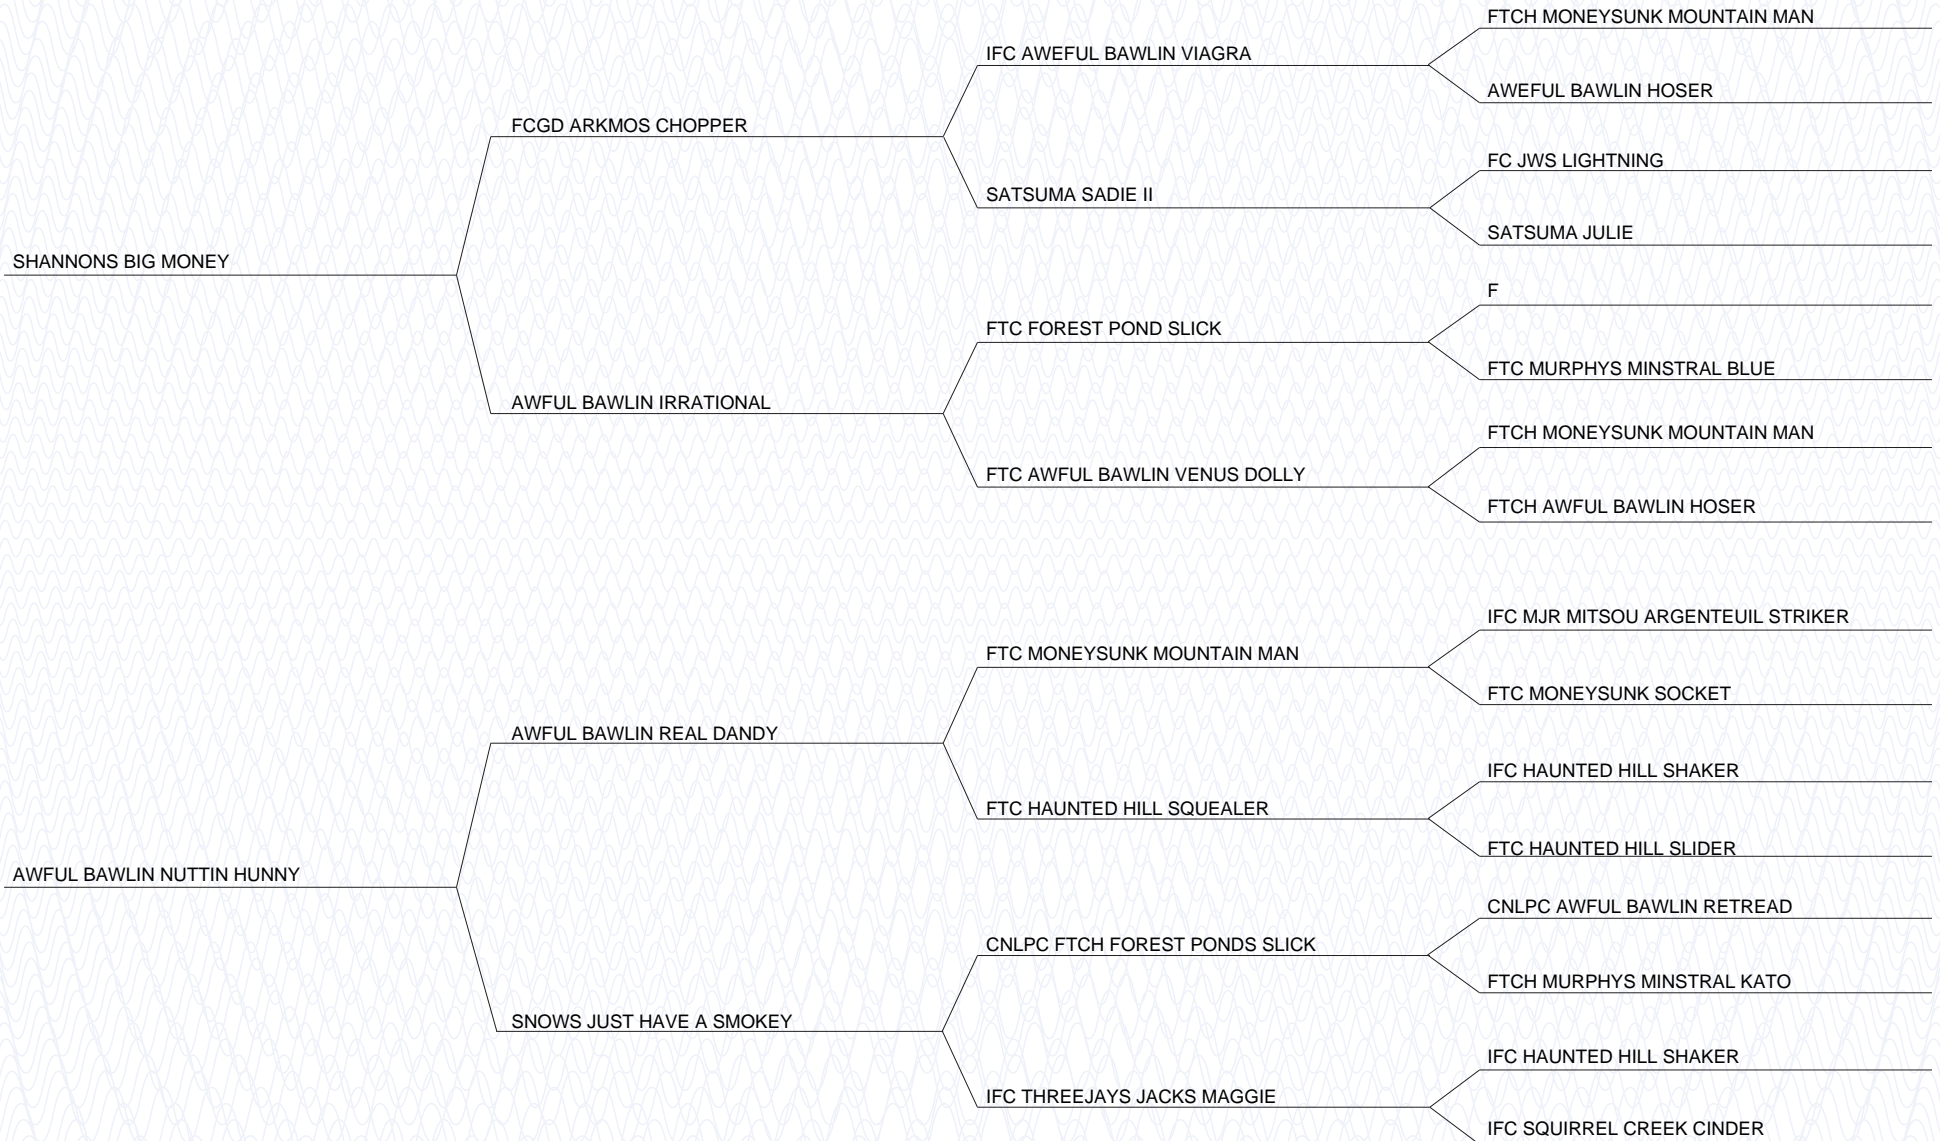 FTCH MONEYSUNK MOUNTAIN MAN
IFC AWEFUL BAWLIN VIAGRA
AWEFUL BAWLIN HOSER
FCGD ARKMOS CHOPPER
FC JWS LIGHTNING
SATSUMA SADIE II
SATSUMA JULIE
SHANNONS BIG MONEY
F
FTC FOREST POND SLICK
FTC MURPHYS MINSTRAL BLUE
AWFUL BAWLIN IRRATIONAL
FTCH MONEYSUNK MOUNTAIN MAN
FTC AWFUL BAWLIN VENUS DOLLY
FTCH AWFUL BAWLIN HOSER
IFC MJR MITSOU ARGENTEUIL STRIKER
FTC MONEYSUNK MOUNTAIN MAN
FTC MONEYSUNK SOCKET
AWFUL BAWLIN REAL DANDY
IFC HAUNTED HILL SHAKER
FTC HAUNTED HILL SQUEALER
FTC HAUNTED HILL SLIDER
AWFUL BAWLIN NUTTIN HUNNY
CNLPC AWFUL BAWLIN RETREAD
CNLPC FTCH FOREST PONDS SLICK
FTCH MURPHYS MINSTRAL KATO
SNOWS JUST HAVE A SMOKEY
IFC HAUNTED HILL SHAKER
IFC THREEJAYS JACKS MAGGIE
IFC SQUIRREL CREEK CINDER